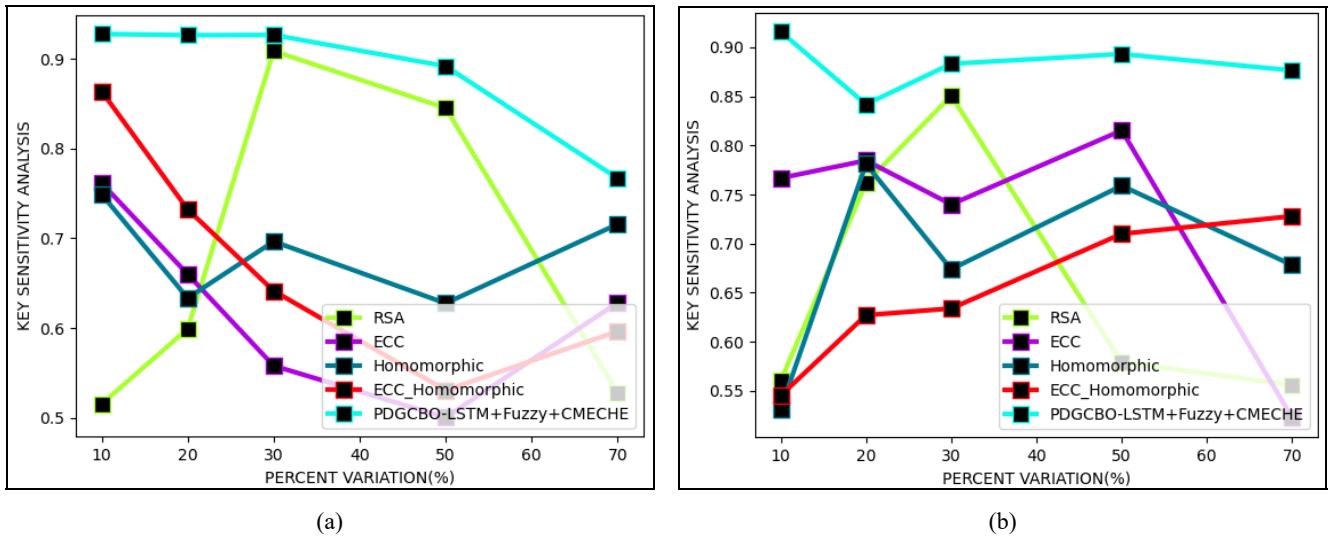 0.9
0.8
0.7
0.6
0.5
KEY SENSITIVITY ANALYSIS
RSA
ECC
Homomorphic
ECC_Homomorphic
PDGCBO-LSTM+Fuzzy+CMECHE
10 20 30 40 50 60 70
PERCENT VARIATION(%)
(a)
0.90
0.85
0.80
0.75
0.70
0.65
0.60
0.55
KEY SENSITIVITY ANALYSIS
RSA
ECC
Homomorphic
ECC_Homomorphic
PDGCBO-LSTM+Fuzzy+CMECHE
10 20 30 40 50 60 70
PERCENT VARIATION(%)
(b)